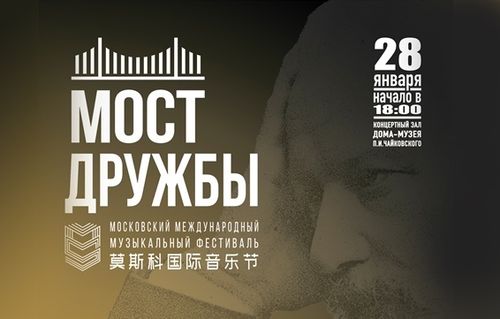 МОСТ
ДРУЖБЫ
МОСКОВСКИЙ МЕЖДУНАРОДНЫЙ
МУЗЫКАЛЬНЫЙ ФЕСТИВАЛЬ
莫斯科国际音乐节
28
января
начало в
18:00
КОНЦЕРТНЫЙ ЗАЛ
ДОМА-МУЗЕЯ
П.И.ЧАЙКОВСКОГО